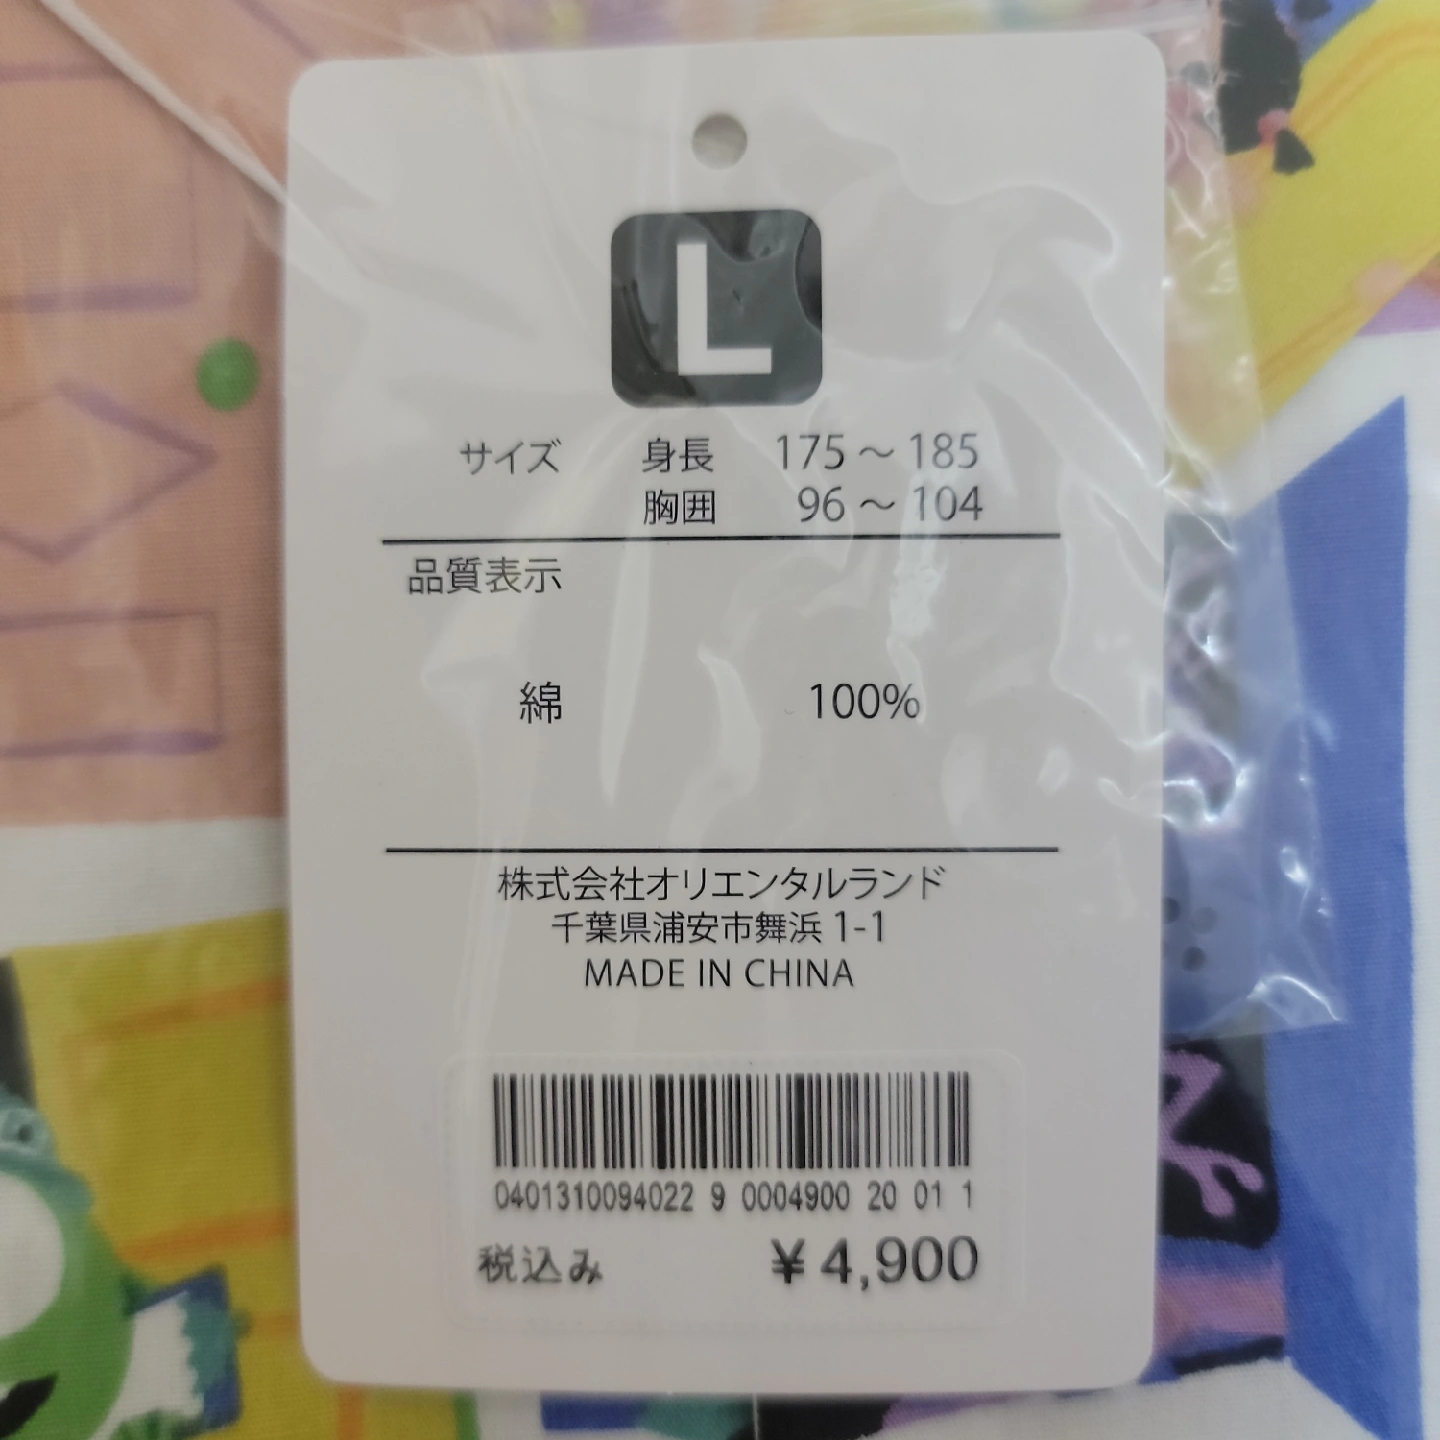 L
サイズ 身長 175～185
胸囲 96～104
品質表示
綿 100%
株式会社オリエンタルランド
千葉県浦安市舞浜 1-1
MADE IN CHINA
0401310094022 9 0004900 20 01 1
税込み ¥4,900